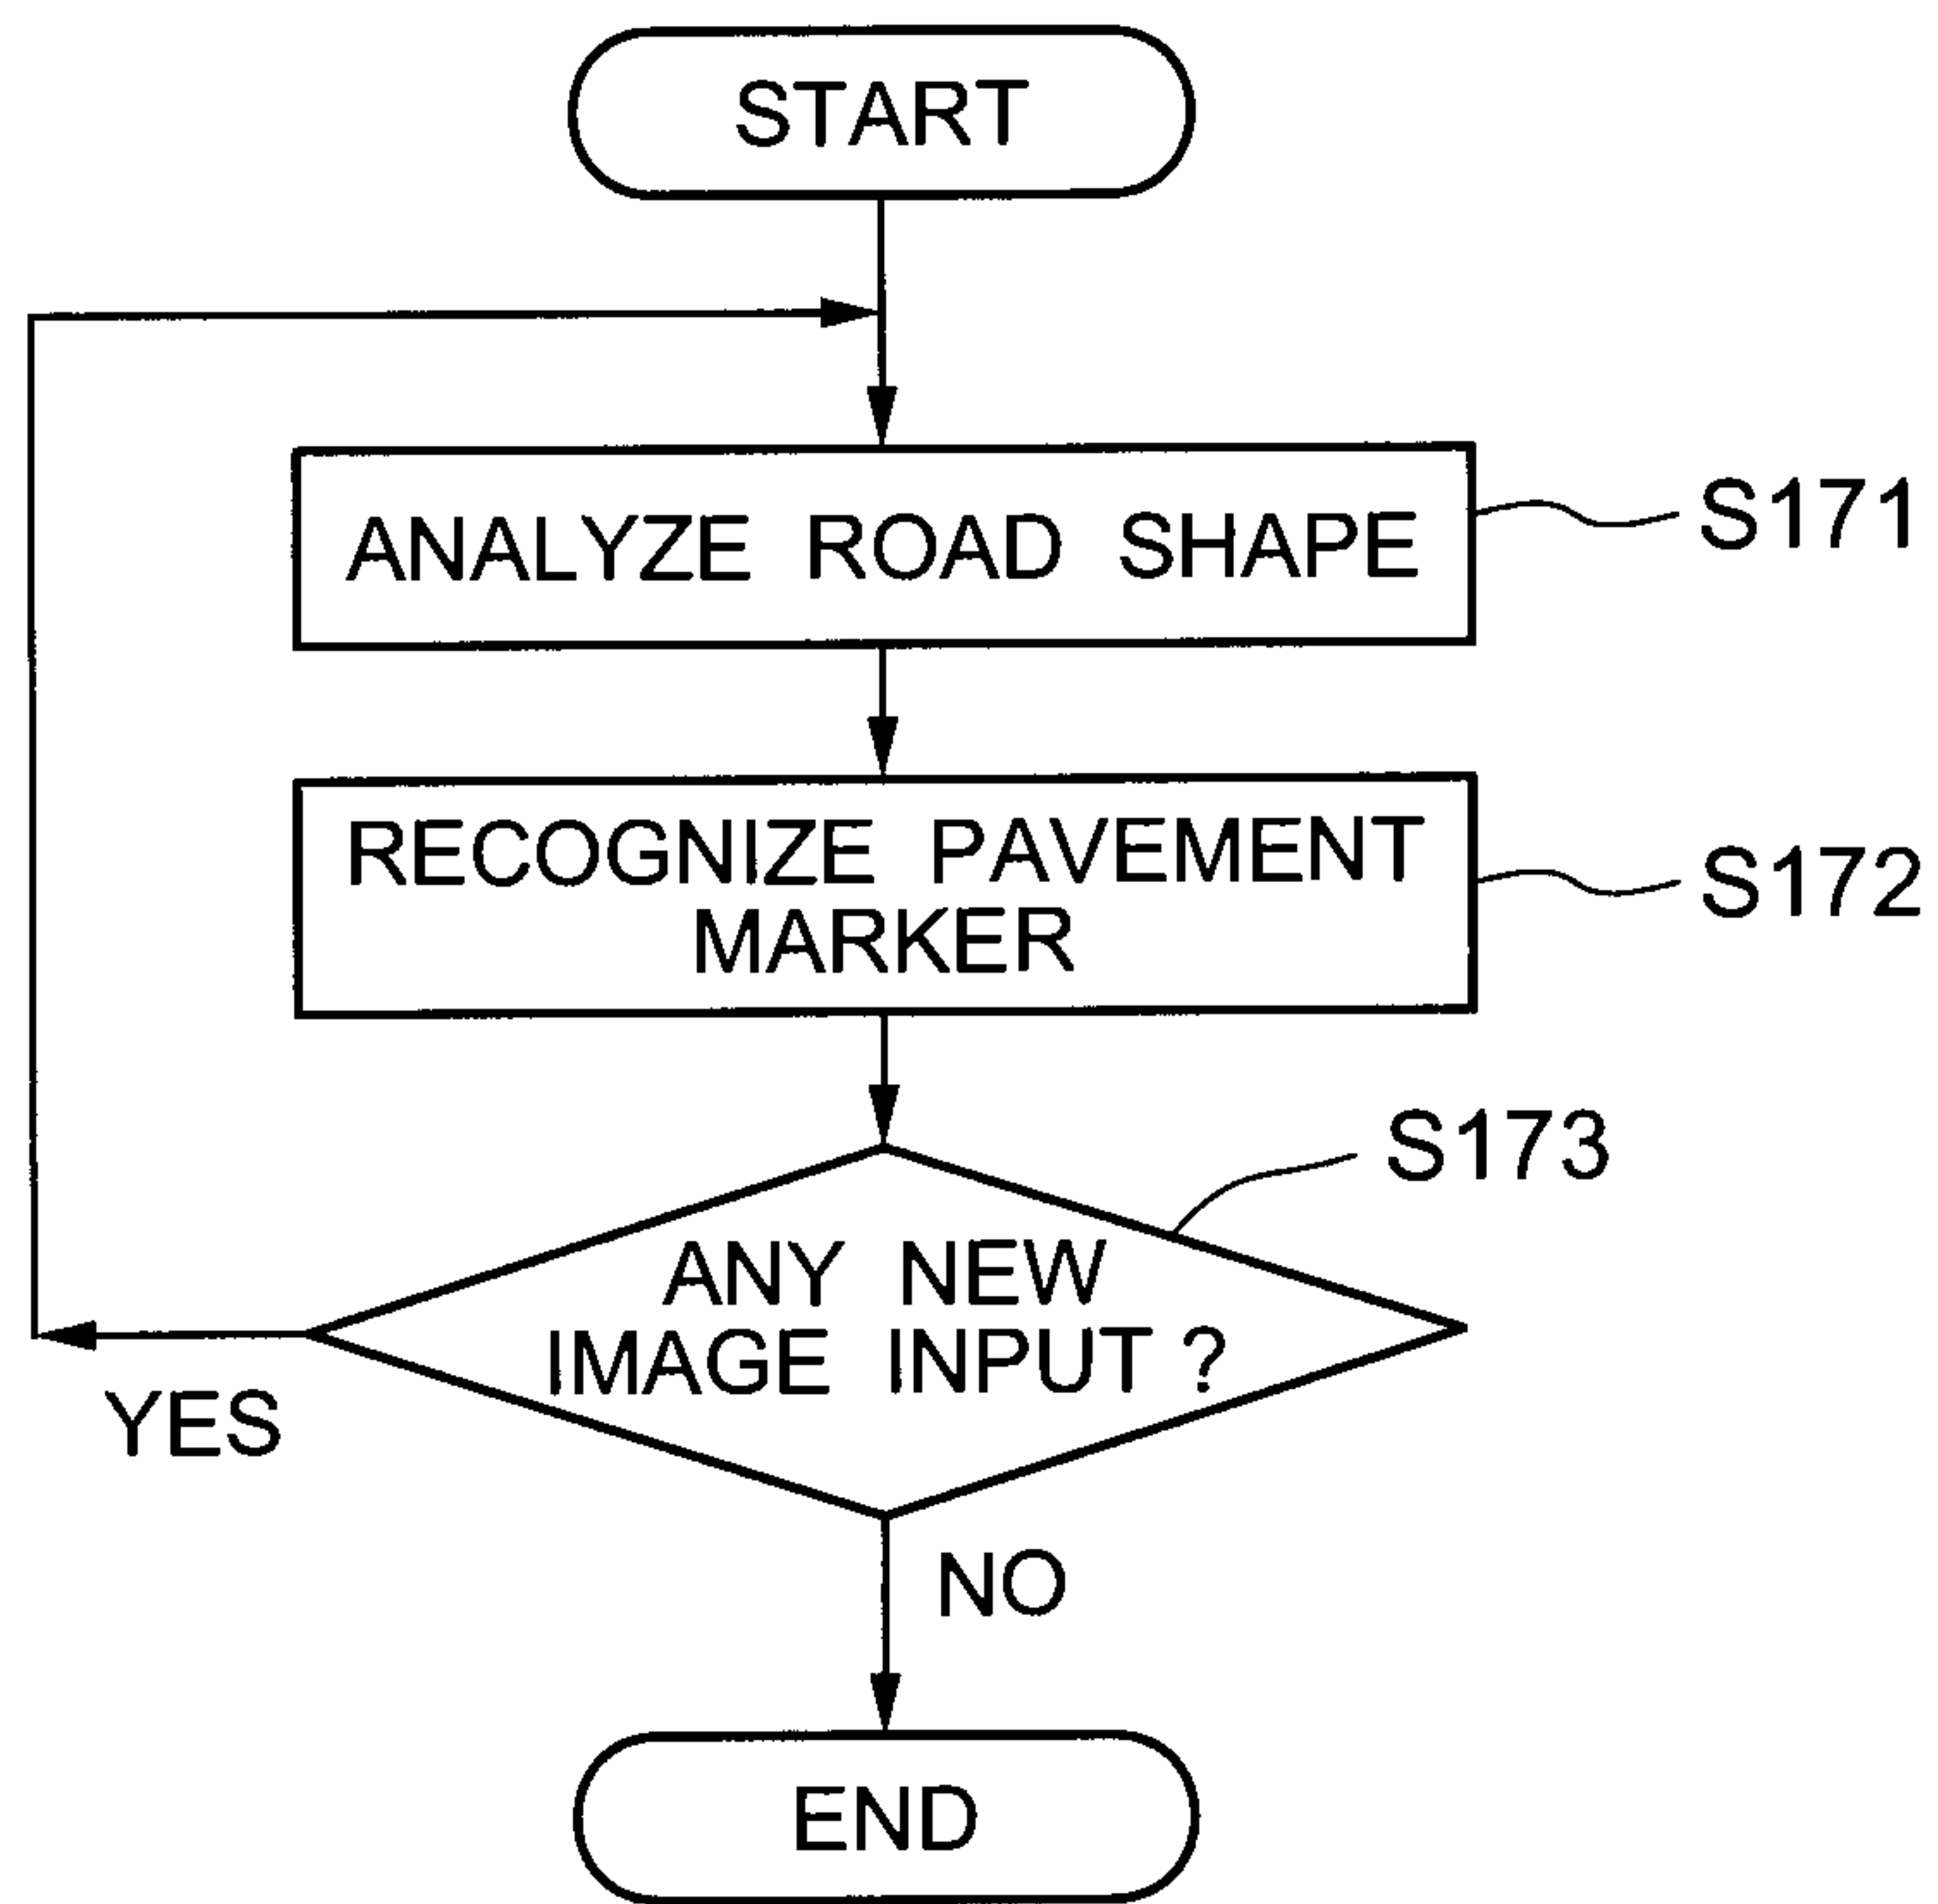 START
ANALYZE ROAD SHAPE
S171
RECOGNIZE PAVEMENT
MARKER
S172
S173
ANY NEW
IMAGE INPUT ?
YES
NO
END